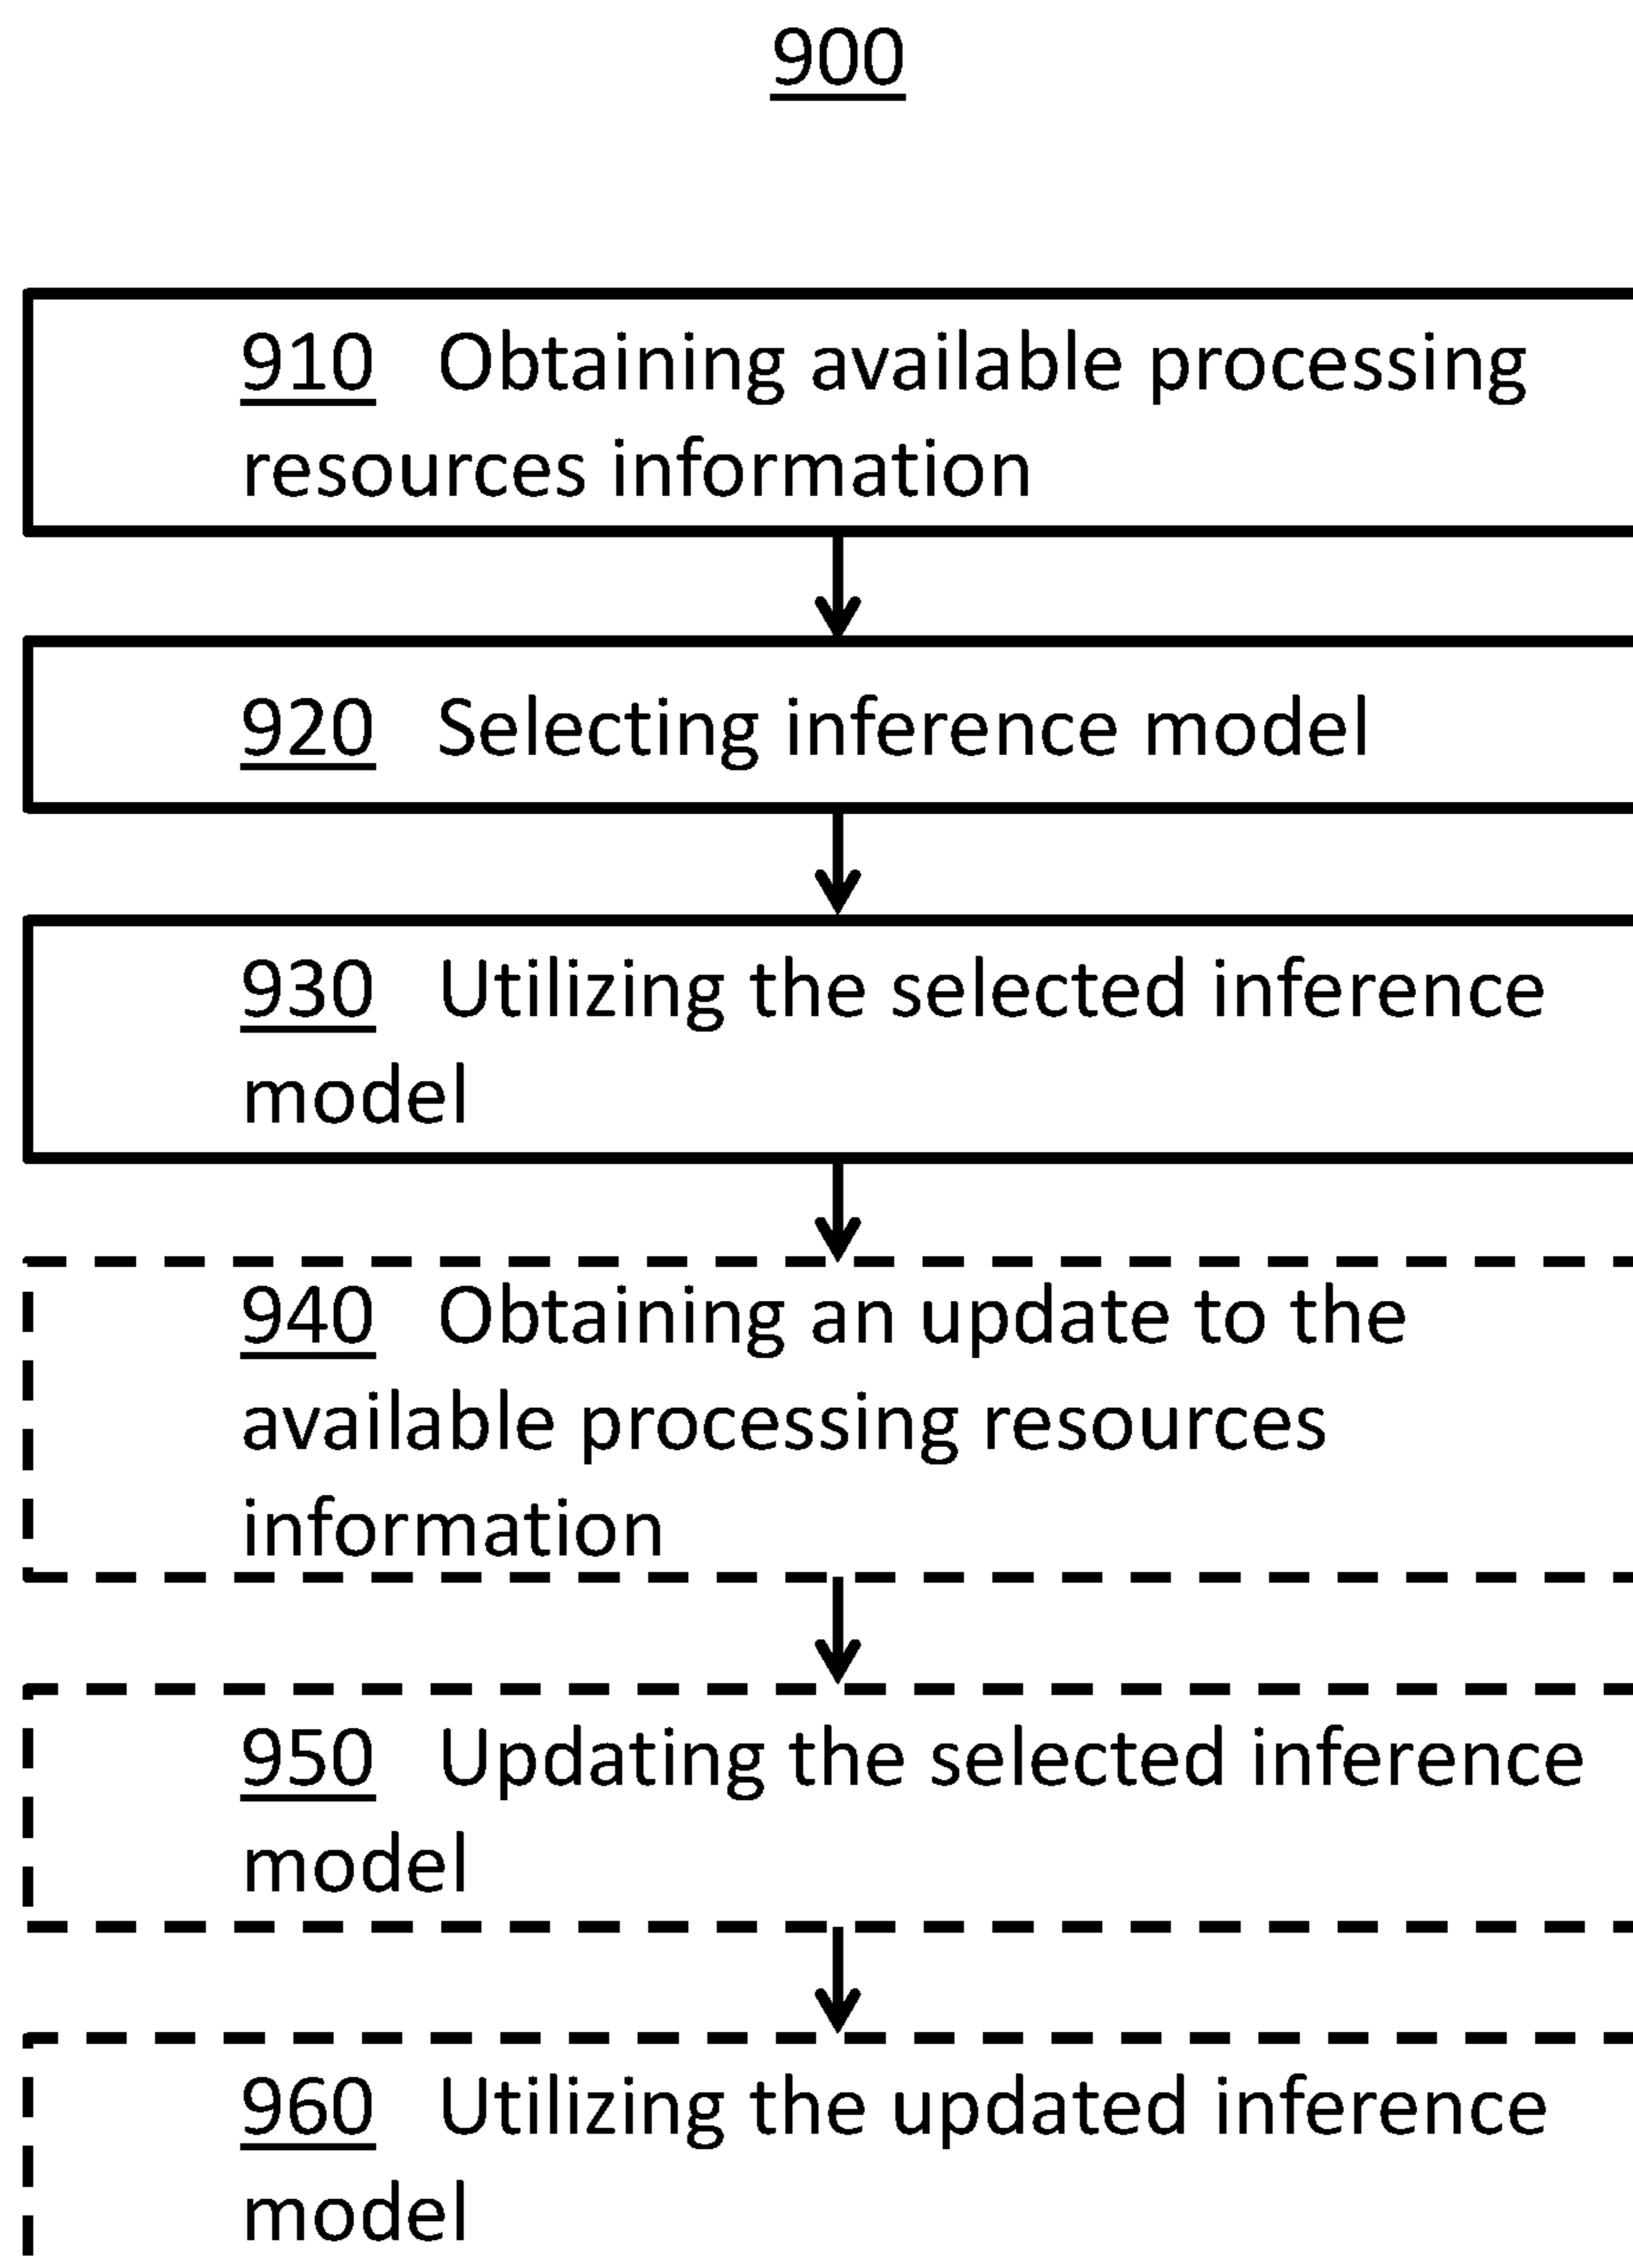 900
910 Obtaining available processing
resources information
920 Selecting inference model
930 Utilizing the selected inference
model
940 Obtaining an update to the
available processing resources
information
950 Updating the selected inference
model
960 Utilizing the updated inference
model